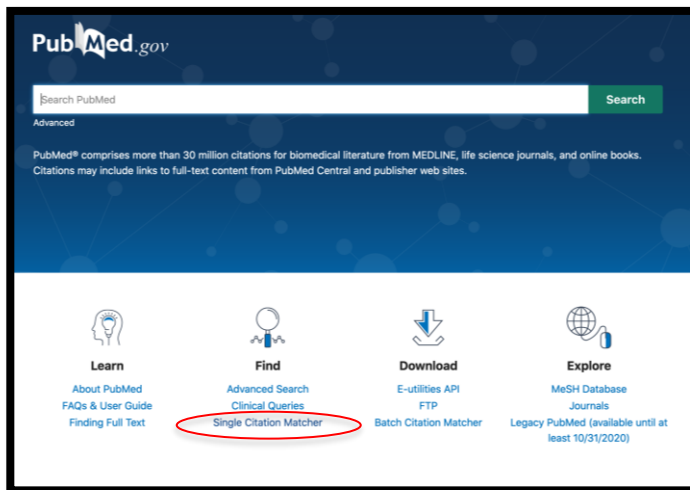 PubMed.gov
Search PubMed
Search
Advanced
PubMed® comprises more than 30 million citations for biomedical literature from MEDLINE, life science journals, and online books.
Citations may include links to full-text content from PubMed Central and publisher web sites.
Learn
About PubMed
FAQs & User Guide
Finding Full Text
Find
Advanced Search
Clinical Queries
Single Citation Matcher
Download
E-utilities API
FTP
Batch Citation Matcher
Explore
MeSH Database
Journals
Legacy PubMed (available until at
least 10/31/2020)